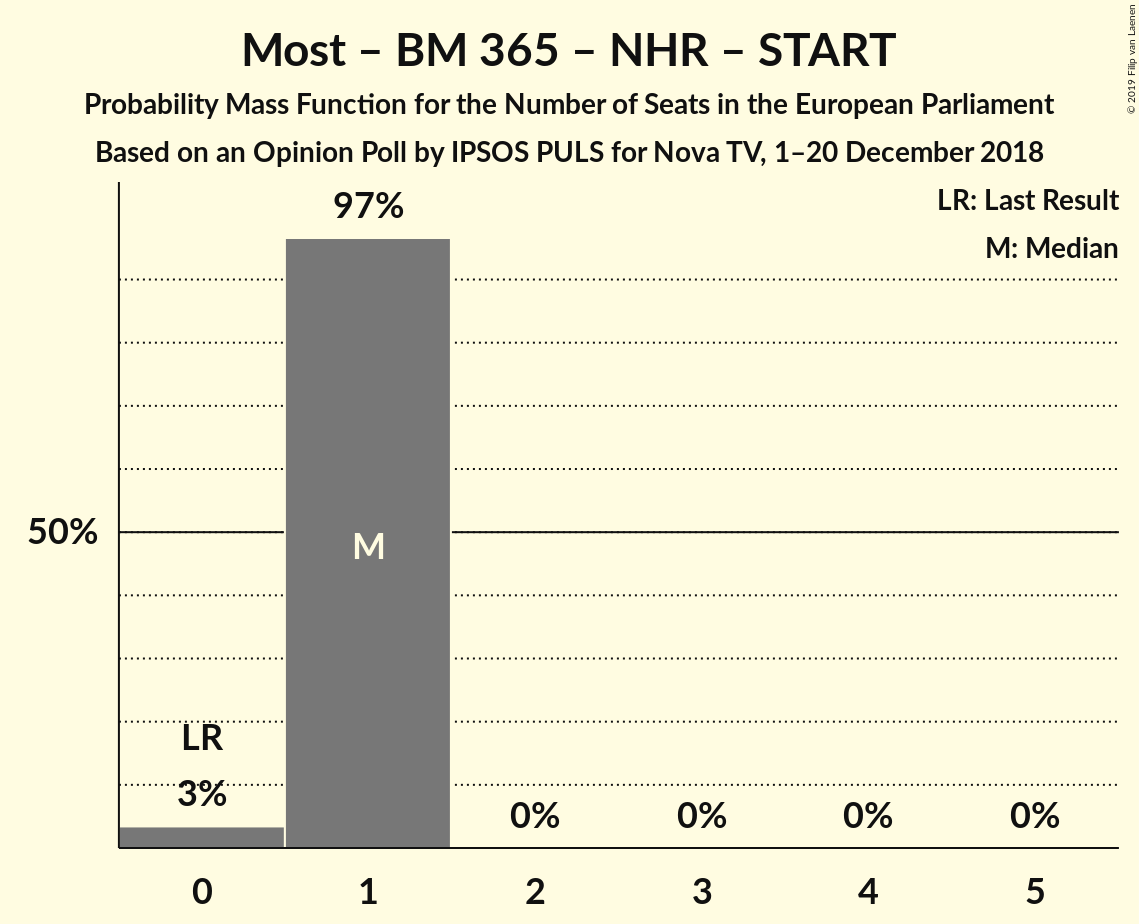 Most – BM 365 – NHR – START
Probability Mass Function for the Number of Seats in the European Parliament
Based on an Opinion Poll by IPSOS PULS for Nova TV, 1–20 December 2018
© 2019 Filip van Laenen
LR: Last Result
M: Median
97%
50%
M
LR
3%
0% 0% 0% 0%
0 1 2 3 4 5